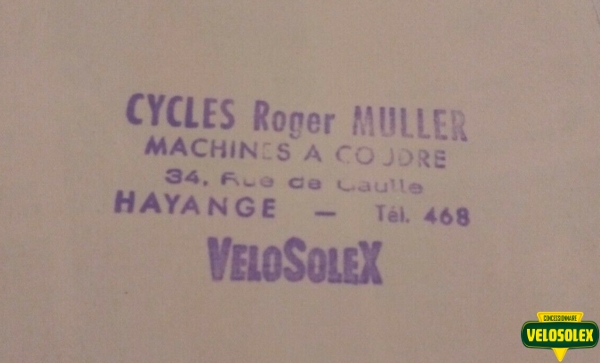 CYCLES Roger MULLER
MACHINES A COUDRE
34, Rue de Gaulle
HAYANGE — Tél. 468
VELOSOLEX
CONCESSIONNAIRE
VELOSOLEX